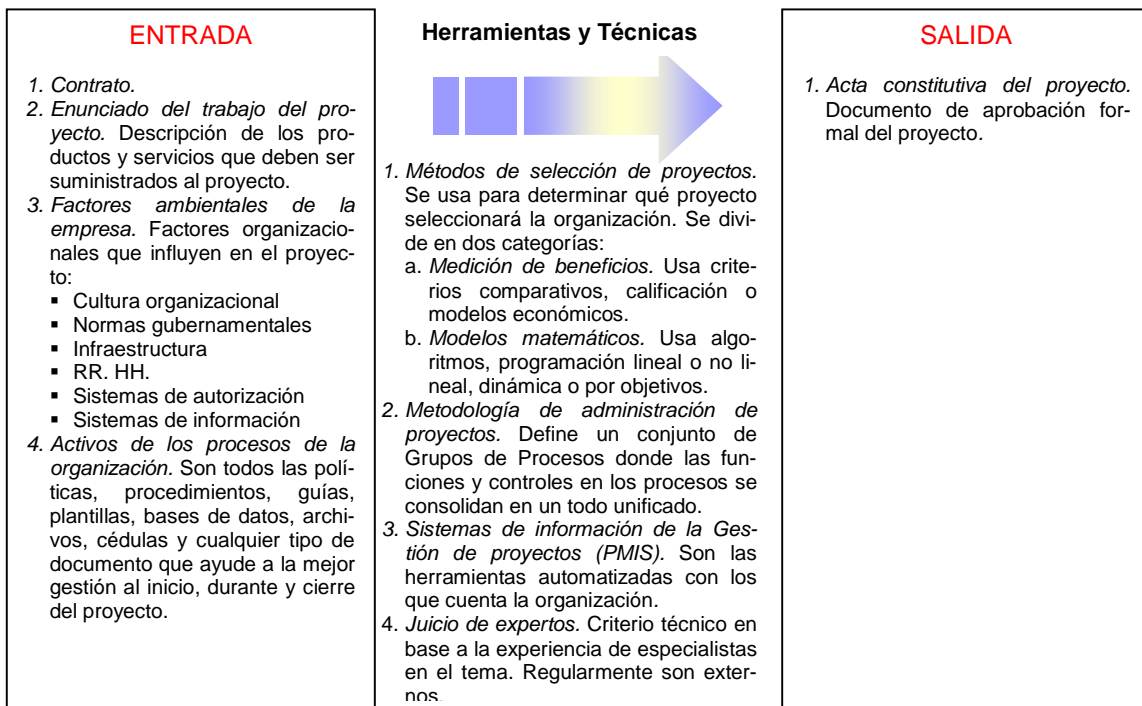 ENTRADA
1. Contrato.
2. Enunciado del trabajo del pro-
yecto. Descripción de los pro-
ductos y servicios que deben ser
suministrados al proyecto.
3. Factores ambientales de la
empresa. Factores organizacio-
nales que influyen en el proyec-
to:
▪ Cultura organizacional
▪ Normas gubernamentales
▪ Infraestructura
▪ RR. HH.
▪ Sistemas de autorización
▪ Sistemas de información
4. Activos de los procesos de la
organización. Son todos las polí-
ticas, procedimientos, guías,
plantillas, bases de datos, archi-
vos, cédulas y cualquier tipo de
documento que ayude a la mejor
gestión al inicio, durante y cierre
del proyecto.
Herramientas y Técnicas
1. Métodos de selección de proyectos.
Se usa para determinar qué proyecto
seleccionará la organización. Se divi-
de en dos categorías:
a. Medición de beneficios. Usa crite-
rios comparativos, calificación o
modelos económicos.
b. Modelos matemáticos. Usa algo-
ritmos, programación lineal o no li-
neal, dinámica o por objetivos.
2. Metodología de administración de
proyectos. Define un conjunto de
Grupos de Procesos donde las fun-
ciones y controles en los procesos se
consolidan en un todo unificado.
3. Sistemas de información de la Ges-
tión de proyectos (PMIS). Son las
herramientas automatizadas con los
que cuenta la organización.
4. Juicio de expertos. Criterio técnico en
base a la experiencia de especialistas
en el tema. Regularmente son exter-
nos.
SALIDA
1. Acta constitutiva del proyecto.
Documento de aprobación for-
mal del proyecto.